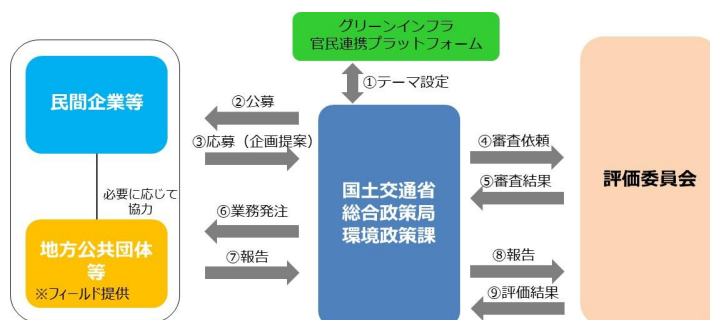 グリーンインフラ
官民連携プラットフォーム
①テーマ設定
民間企業等
②公募
③応募（企画提案）
④審査依頼
国土交通省
総合政策局
環境政策課
評価委員会
⑤審査結果
必要に応じて
協力
⑥業務発注
地方公共団体
等
※フィールド提供
⑦報告
⑧報告
⑨評価結果